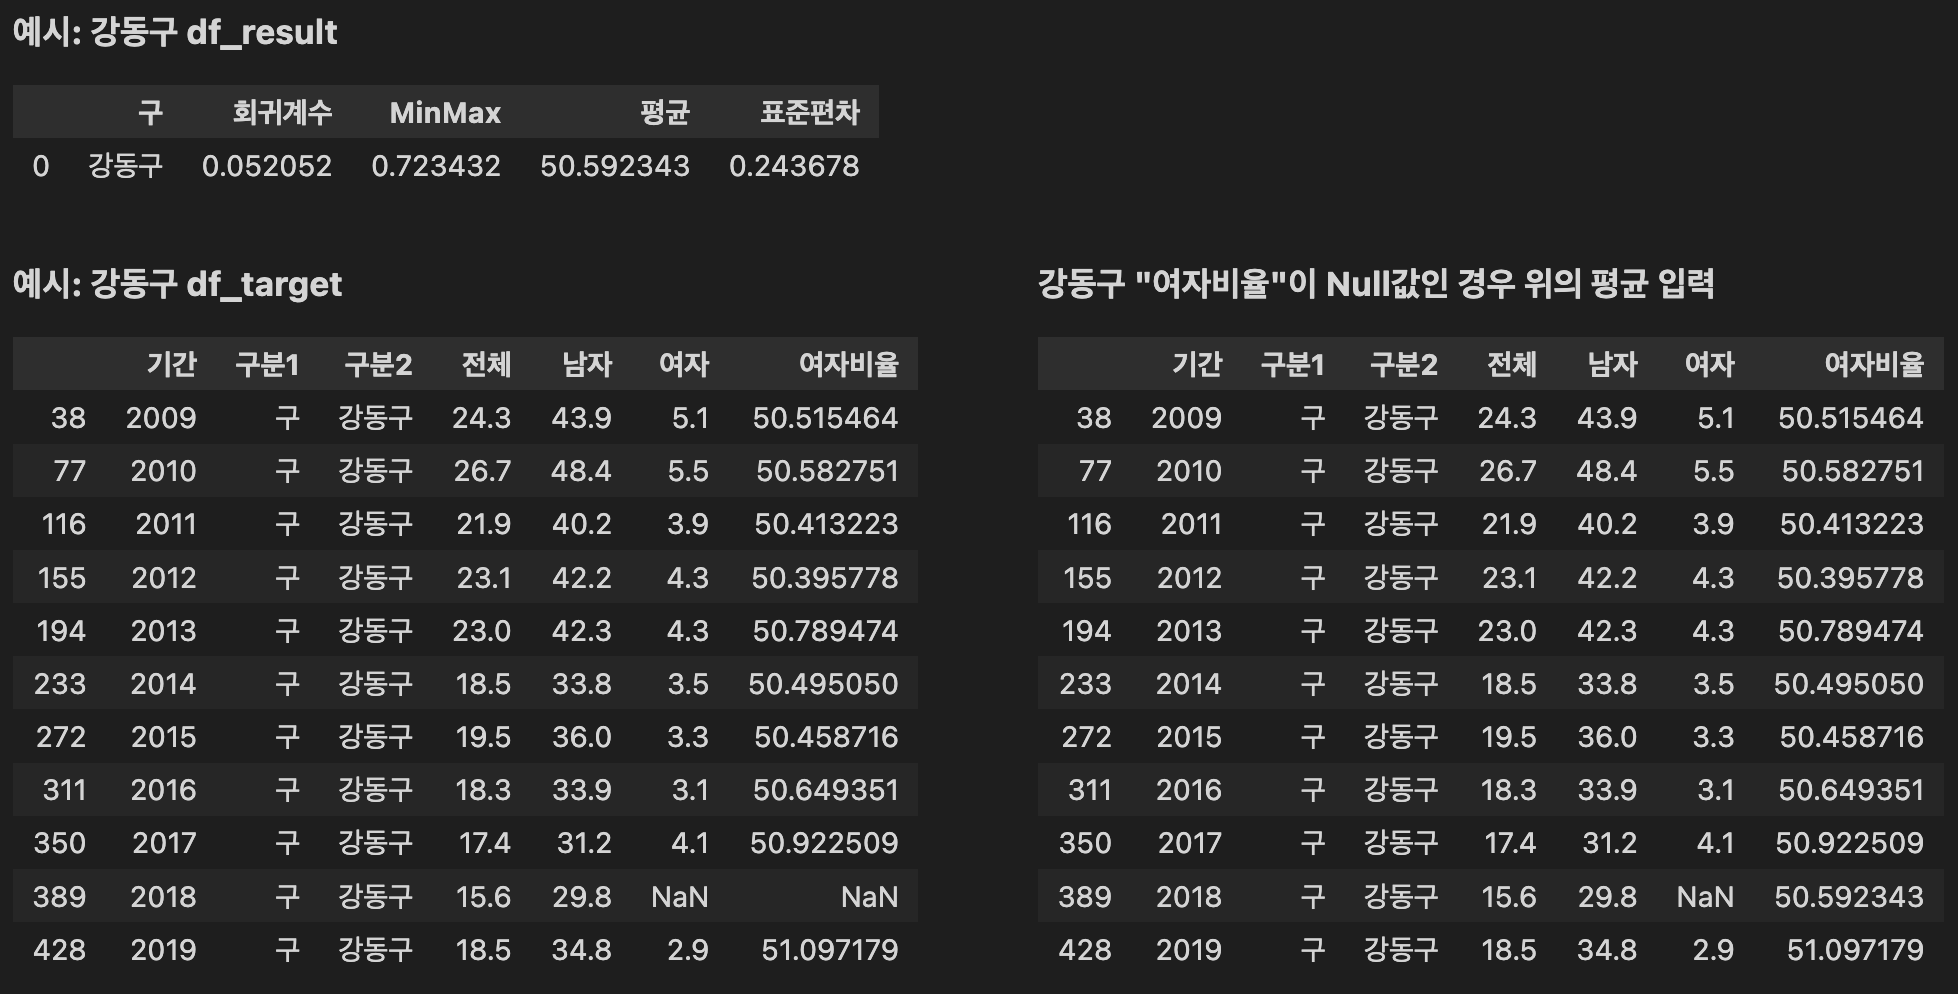 예시: 강동구 df_result
구 회귀계수 MinMax 평균 표준편차
0 강동구 0.052052 0.723432 50.592343 0.243678
예시: 강동구 df_target
기간 구분1 구분2 전체 남자 여자 여자비율
38 2009 구 강동구 24.3 43.9 5.1 50.515464
77 2010 구 강동구 26.7 48.4 5.5 50.582751
116 2011 구 강동구 21.9 40.2 3.9 50.413223
155 2012 구 강동구 23.1 42.2 4.3 50.395778
194 2013 구 강동구 23.0 42.3 4.3 50.789474
233 2014 구 강동구 18.5 33.8 3.5 50.495050
272 2015 구 강동구 19.5 36.0 3.3 50.458716
311 2016 구 강동구 18.3 33.9 3.1 50.649351
350 2017 구 강동구 17.4 31.2 4.1 50.922509
389 2018 구 강동구 15.6 29.8 NaN NaN
428 2019 구 강동구 18.5 34.8 2.9 51.097179
강동구 "여자비율"이 Null값인 경우 위의 평균 입력
기간 구분1 구분2 전체 남자 여자 여자비율
38 2009 구 강동구 24.3 43.9 5.1 50.515464
77 2010 구 강동구 26.7 48.4 5.5 50.582751
116 2011 구 강동구 21.9 40.2 3.9 50.413223
155 2012 구 강동구 23.1 42.2 4.3 50.395778
194 2013 구 강동구 23.0 42.3 4.3 50.789474
233 2014 구 강동구 18.5 33.8 3.5 50.495050
272 2015 구 강동구 19.5 36.0 3.3 50.458716
311 2016 구 강동구 18.3 33.9 3.1 50.649351
350 2017 구 강동구 17.4 31.2 4.1 50.922509
389 2018 구 강동구 15.6 29.8 NaN 50.592343
428 2019 구 강동구 18.5 34.8 2.9 51.097179